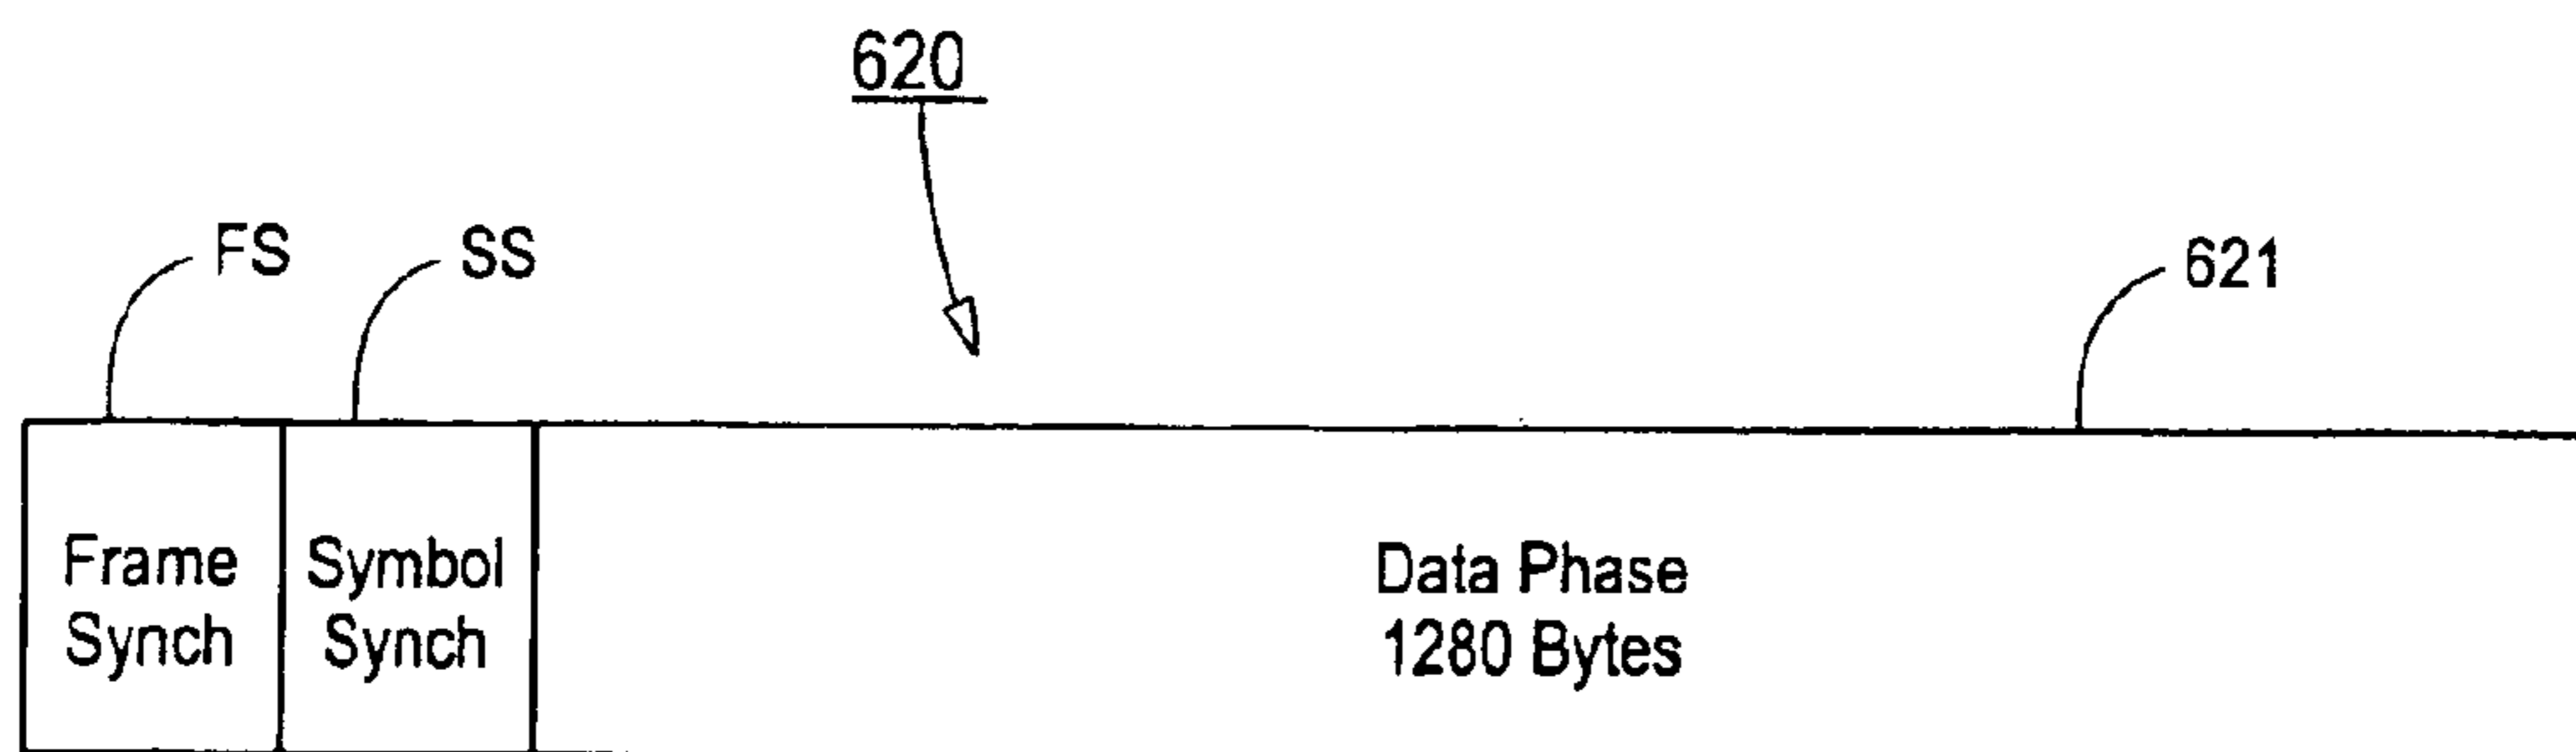 620
FS
SS
621
Frame
Synch
Symbol
Synch
Data Phase
1280 Bytes